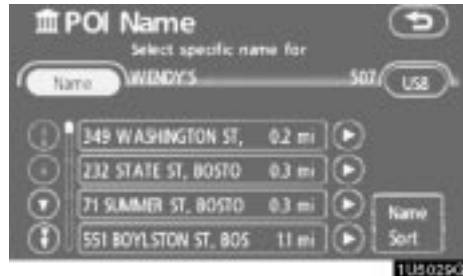 POI Name
Select specific name for
Name WENDY'S 507 USB
349 WASHINGTON ST, 0.2 mi
232 STATE ST, BOSTO 0.3 mi
71 SUMMER ST, BOSTO 0.3 mi
551 BOYLSTON ST, BOS 1.1 mi
Name
Sort
1U5029G